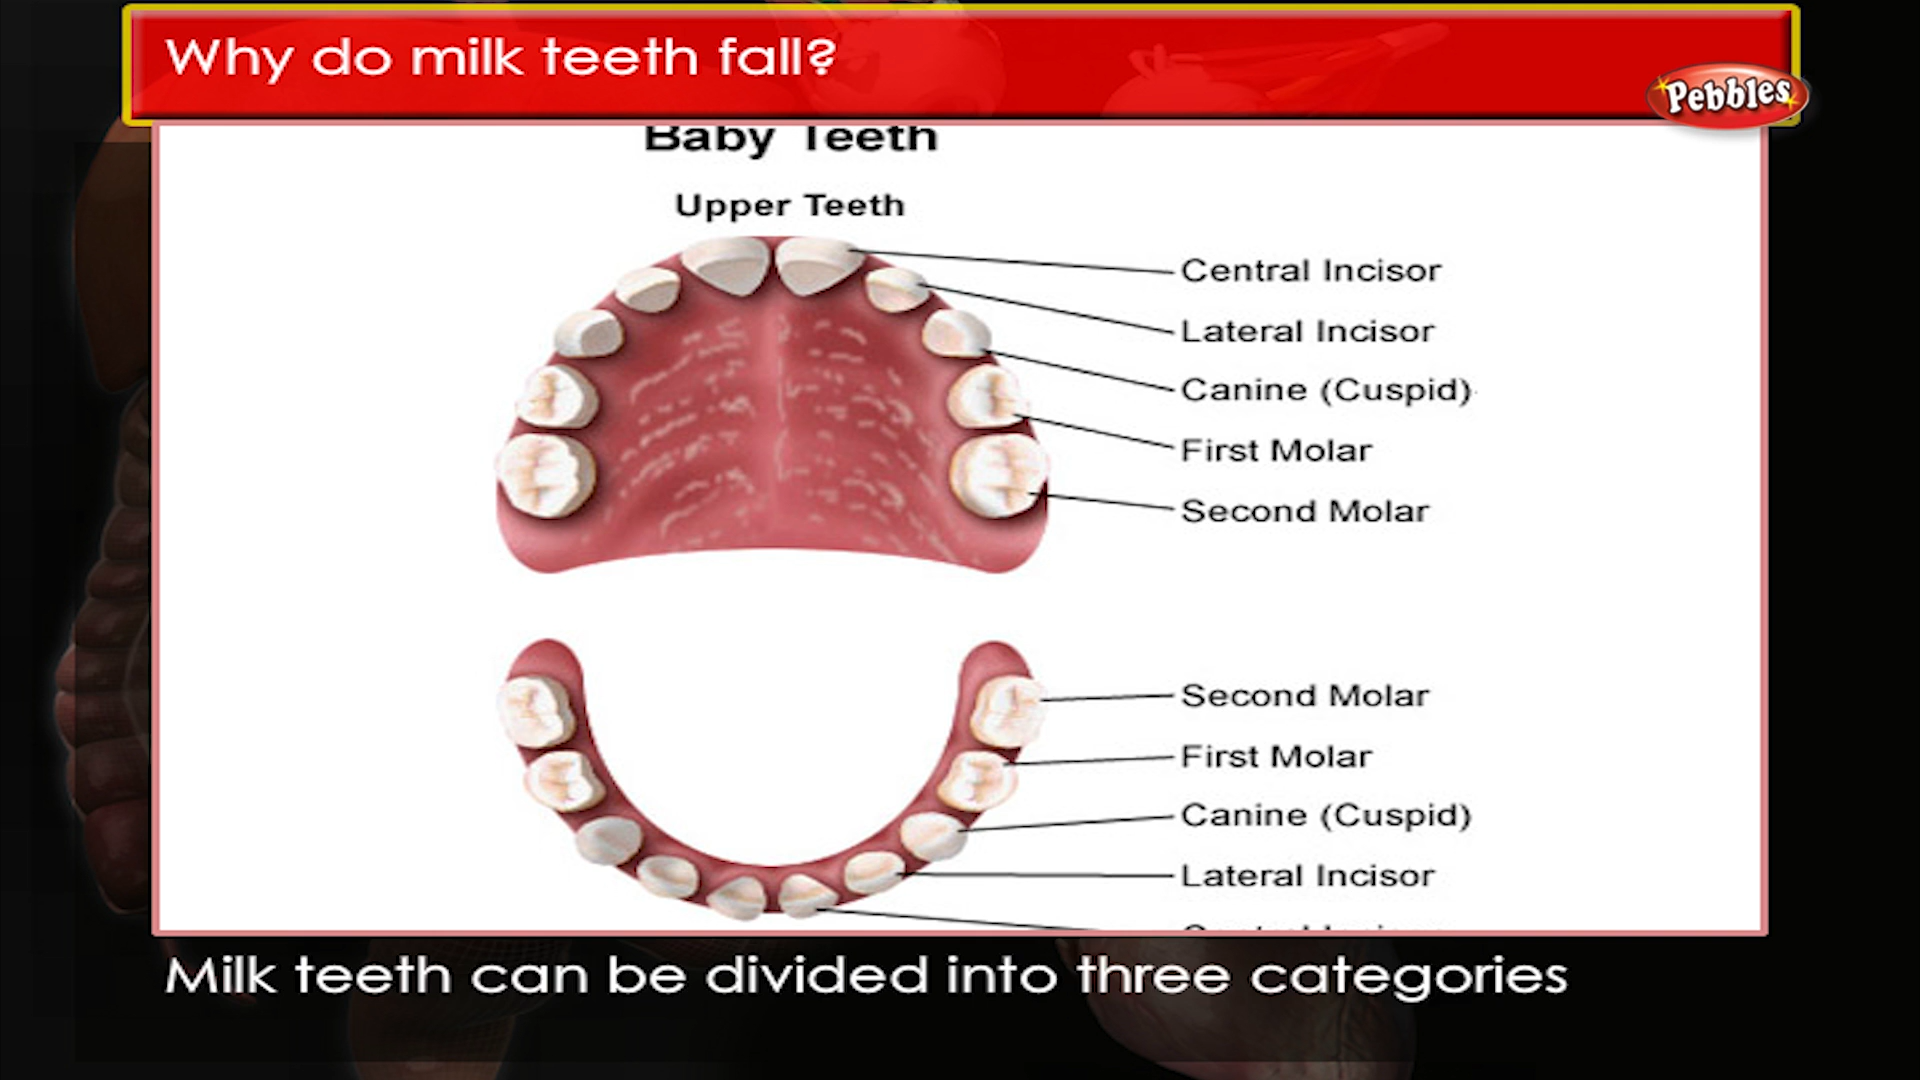 Why do milk teeth fall?
Pebbles
Baby Teeth
Upper Teeth
Central Incisor
Lateral Incisor
Canine (Cuspid)
First Molar
Second Molar
Second Molar
First Molar
Canine (Cuspid)
Lateral Incisor
Milk teeth can be divided into three categories